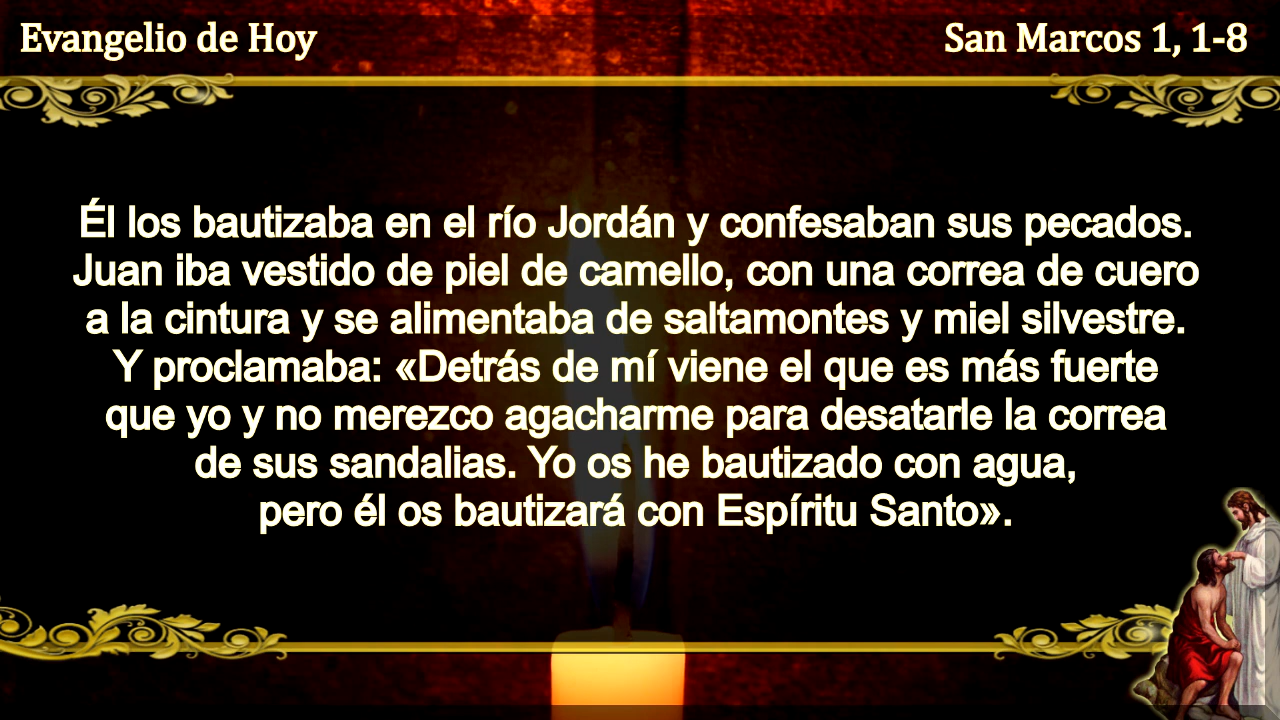 Evangelio de Hoy
San Marcos 1, 1-8
Él los bautizaba en el río Jordán y confesaban sus pecados.
Juan iba vestido de piel de camello, con una correa de cuero
a la cintura y se alimentaba de saltamontes y miel silvestre.
Y proclamaba: «Detrás de mí viene el que es más fuerte
que yo y no merezco agacharme para desatarle la correa
de sus sandalias. Yo os he bautizado con agua,
pero él os bautizará con Espíritu Santo».